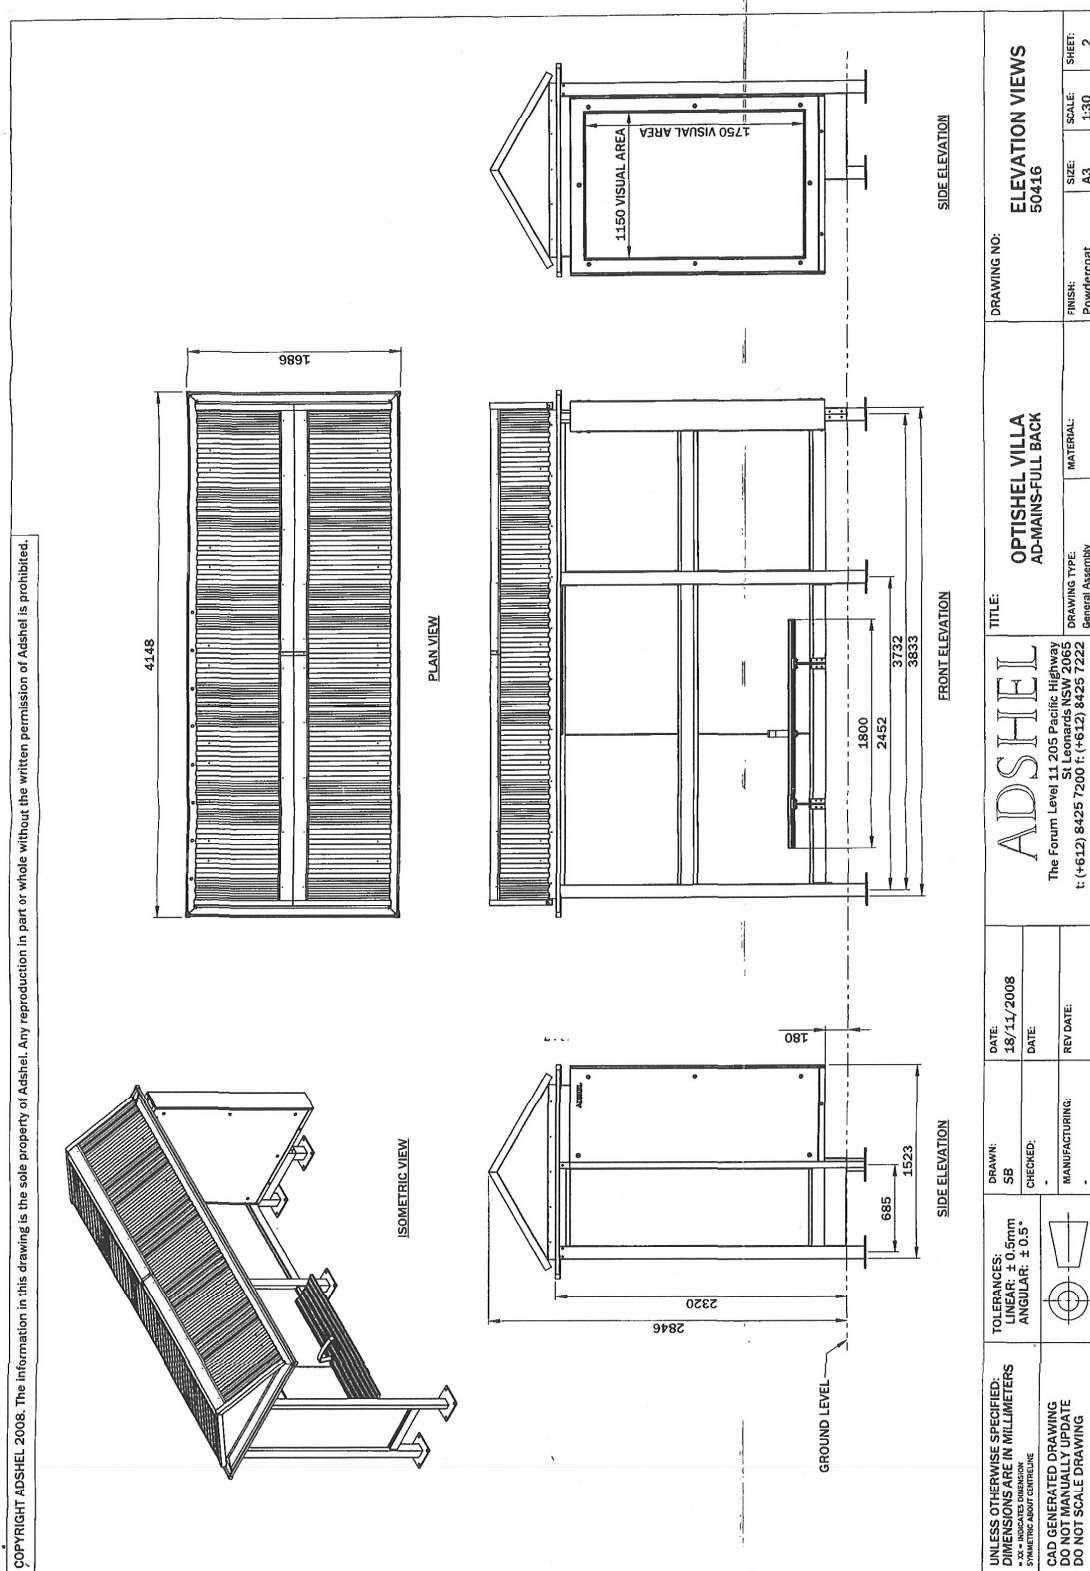 COPYRIGHT ADSHEL 2008. The information in this drawing is the sole property of Adshel. Any reproduction in part or whole without the written permission of Adshel is prohibited.
4148
1686
PLAN VIEW
ISOMETRIC VIEW
2846
2320
685
1523
180
ADSHEL
SIDE ELEVATION
GROUND LEVEL
1800
2452
3732
3833
FRONT ELEVATION
1150 VISUAL AREA
1750 VISUAL AREA
SIDE ELEVATION
UNLESS OTHERWISE SPECIFIED:
DIMENSIONS ARE IN MILLIMETERS
• XX • INDICATES DIMENSION
SYMMETRIC ABOUT CENTRELINE
CAD GENERATED DRAWING
DO NOT MANUALLY UPDATE
DO NOT SCALE DRAWING
TOLERANCES:
LINEAR: ± 0.5mm
ANGULAR: ± 0.5°
DRAWN:
SB
DATE:
18/11/2008
CHECKED:
-
DATE:
MANUFACTURING:
-
REV DATE:
ADSHEL
The Forum Level 11 205 Pacific Highway
St Leonards NSW 2065
t: (+612) 8425 7200 f: (+612) 8425 7222
TITLE:
OPTISHEL VILLA
AD-MAINS-FULL BACK
DRAWING TYPE:
General Assembly
MATERIAL:
DRAWING NO:
ELEVATION VIEWS
50416
FINISH:
Powdercoat
SIZE:
A3
SCALE:
1:30
SHEET:
2